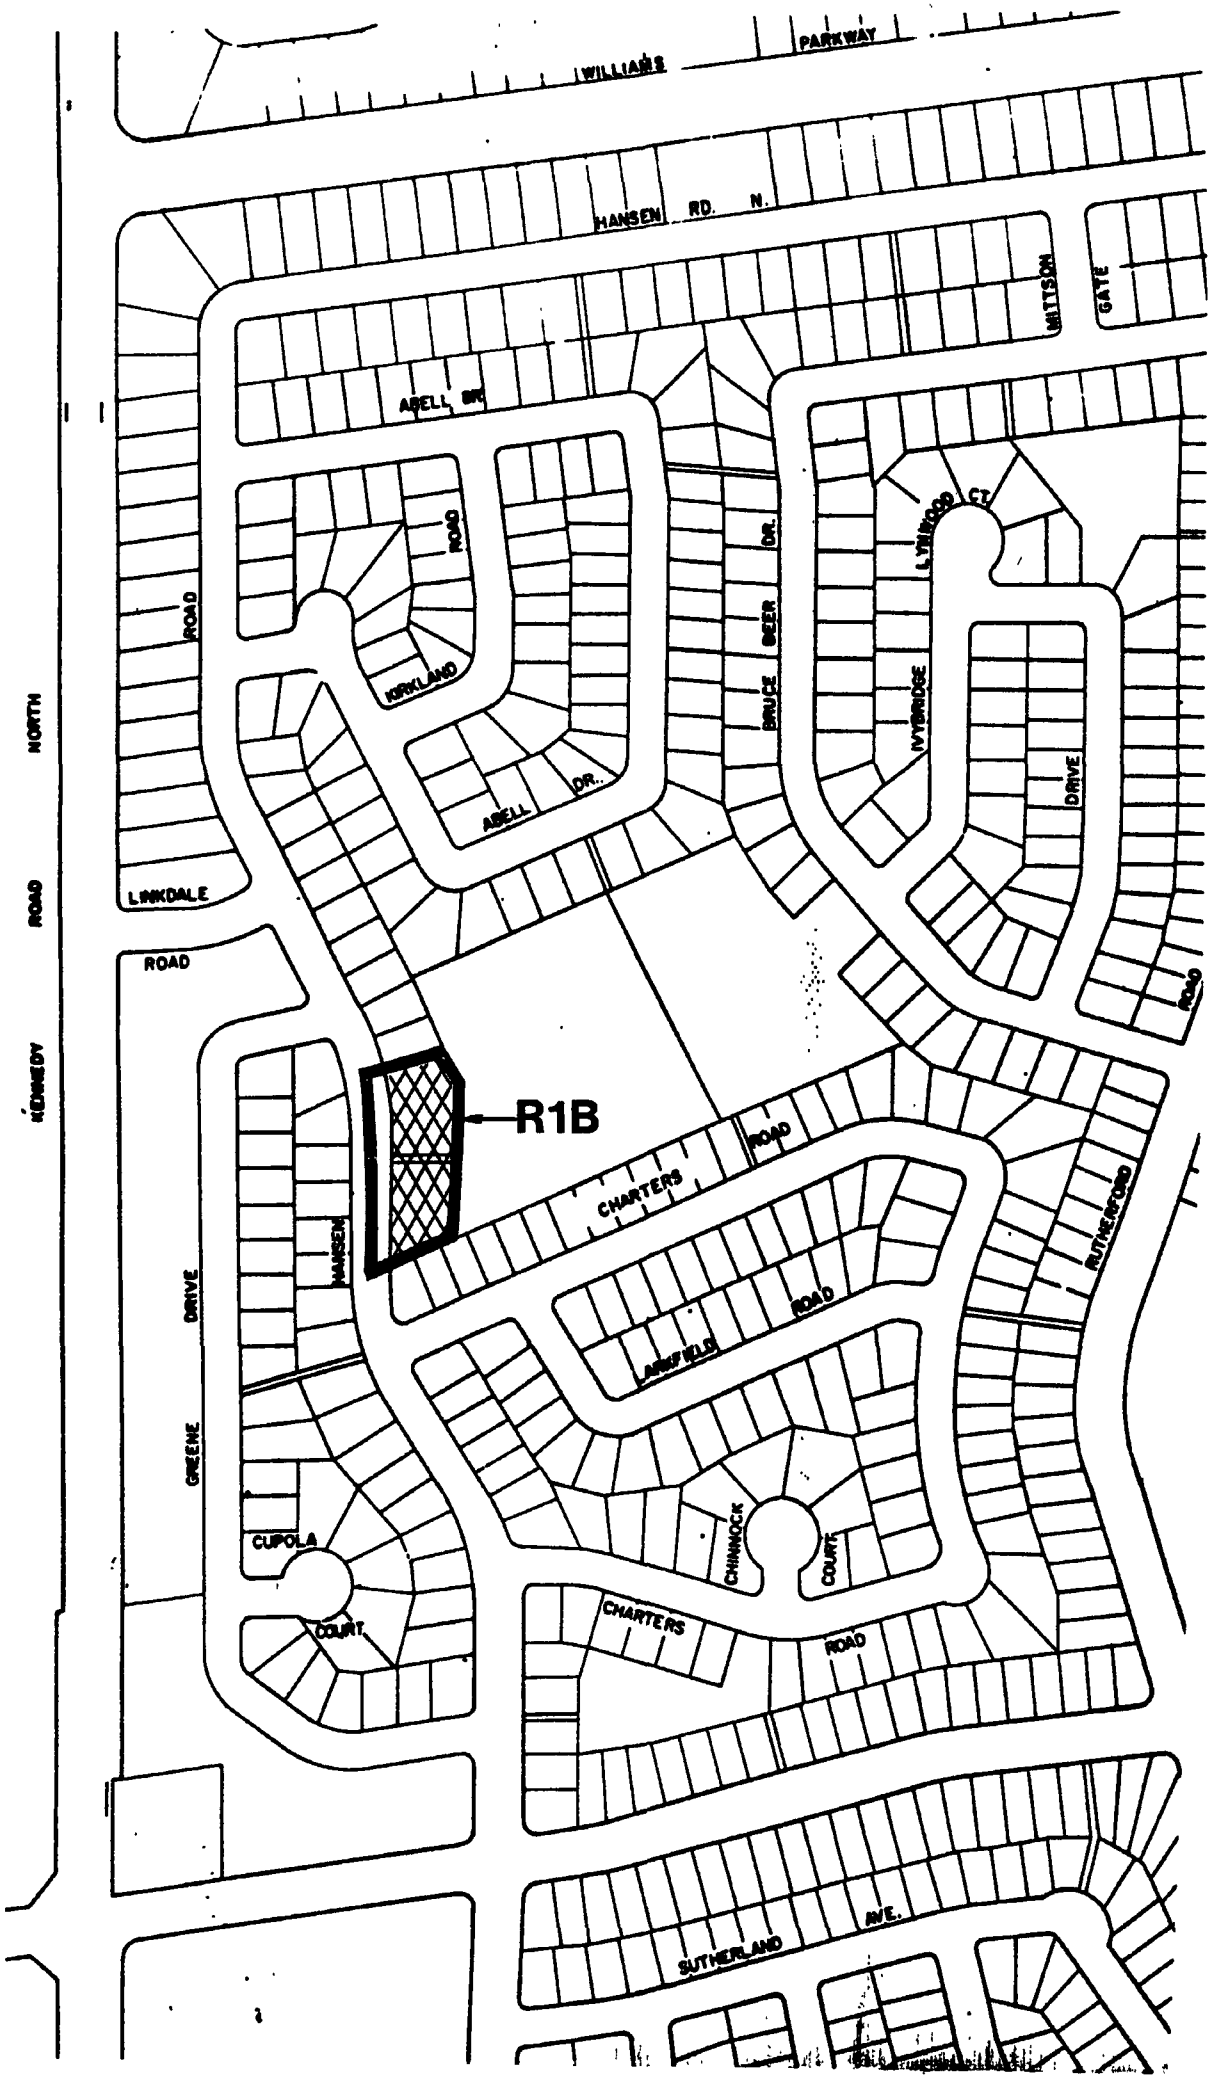 WILLIAMS PARKWAY
HANSEN RD. N.
MITTSON
GATE
ABELL DR.
ROAD
LYNWOOD CT.
ROAD
BRUCE BEER DR.
KIRKLAND
IVYBRIDGE
DRIVE
ABELL DR.
LINKDALE
ROAD
KENNEDY ROAD NORTH
ROAD
R1B
CHARTERS ROAD
HANSEN
RUTHERFORD
GREENE DRIVE
LARKFIELD ROAD
CUPOLA
COURT
CHINNOCK
COURT
CHARTERS
ROAD
SUTHERLAND AVE.